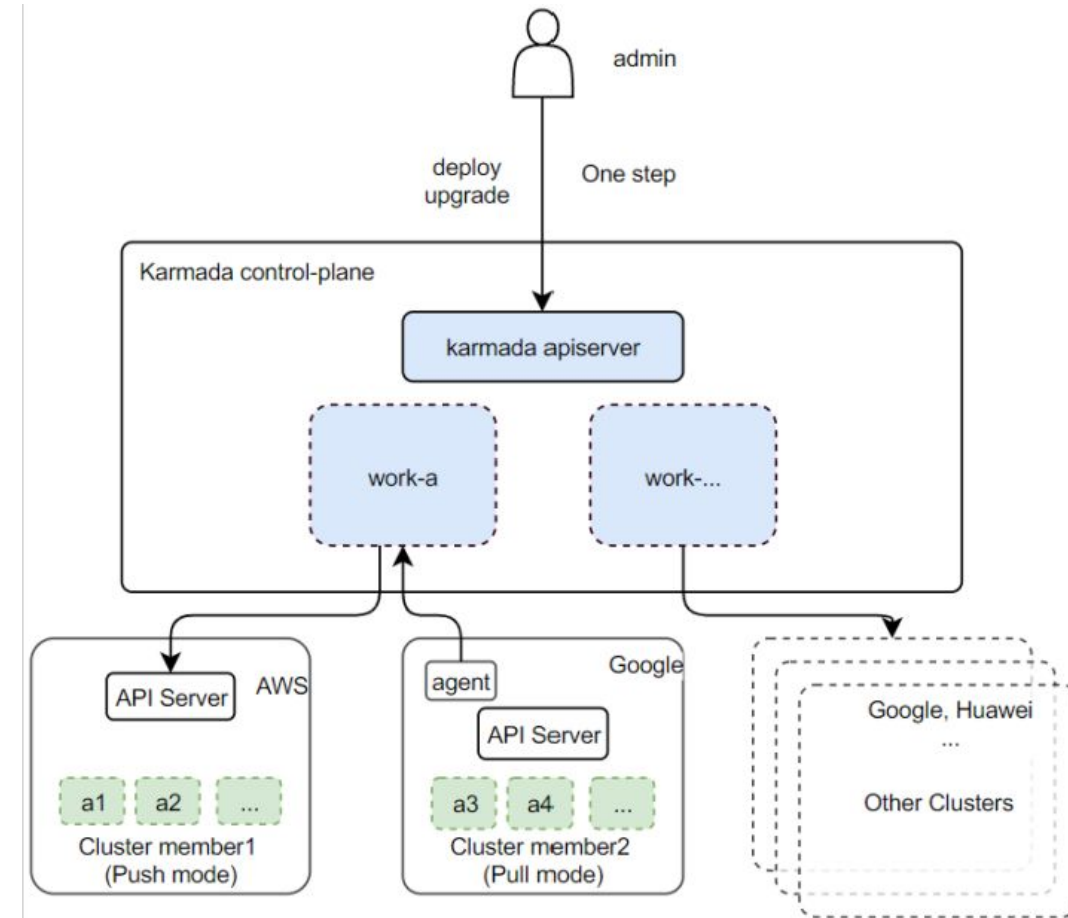 admin
deploy
upgrade
One step
Karmada control-plane
karmada apiserver
work-a
work-...
AWS
API Server
a1
a2
...
Cluster member1
(Push mode)
Google
agent
API Server
a3
a4
...
Cluster member2
(Pull mode)
Google, Huawei
...
Other Clusters